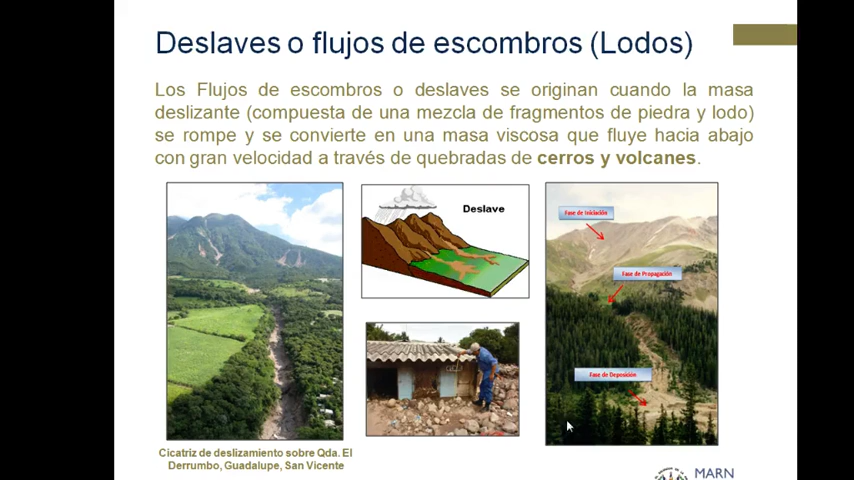 Deslaves o flujos de escombros (Lodos)
Los Flujos de escombros o deslaves se originan cuando la masa
deslizante (compuesta de una mezcla de fragmentos de piedra y lodo)
se rompe y se convierte en una masa viscosa que fluye hacia abajo
con gran velocidad a través de quebradas de cerros y volcanes.
Deslave
Fase de Iniciación
Fase de Propagación
Fase de Deposición
Cicatriz de deslizamiento sobre Qda. El
Derrumbo, Guadalupe, San Vicente
MARN